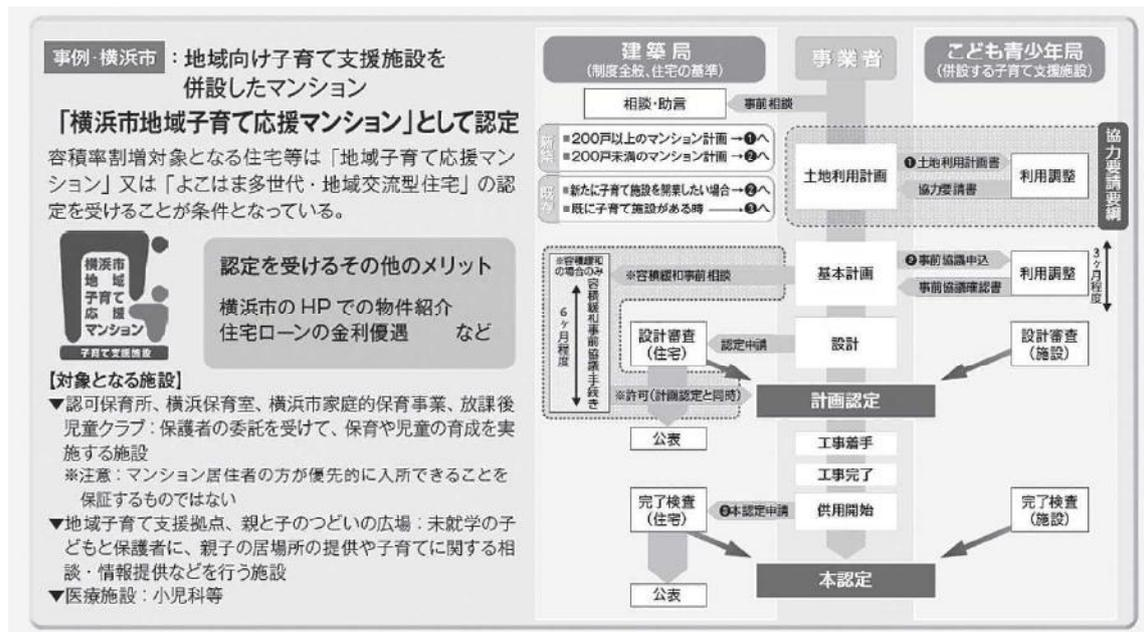 事例・横浜市：地域向け子育て支援施設を
併設したマンション
「横浜市地域子育て応援マンション」として認定
容積率割増対象となる住宅等は「地域子育て応援マン
ション」又は「よこはま多世代・地域交流型住宅」の認
定を受けることが条件となっている。
横浜市
地域
子育て
応援
マンション
子育て支援施設
認定を受けるその他のメリット
横浜市のHPでの物件紹介
住宅ローンの金利優遇　など
【対象となる施設】
▼認可保育所、横浜保育室、横浜市家庭的保育事業、放課後
児童クラブ：保護者の委託を受けて、保育や児童の育成を実
施する施設
※注意：マンション居住者の方が優先的に入所できることを
保証するものではない
▼地域子育て支援拠点、親と子のつどいの広場：未就学の子
どもと保護者に、親子の居場所の提供や子育てに関する相
談・情報提供などを行う施設
▼医療施設：小児科等
建築局
(制度全般、住宅の基準)
事業者
こども青少年局
(併設する子育て支援施設)
相談・助言
事前相談
新築
■200戸以上のマンション計画→❶へ
■200戸未満のマンション計画→❷へ
既存
■新たに子育て施設を開業したい場合→❷へ
■既に子育て施設がある時→❸へ
土地利用計画
❶土地利用計画書
協力要請書
利用調整
協力要請要綱
※容積緩和
の場合のみ
容積緩和事前協議手続き
6ヶ月程度
※容積緩和事前相談
基本計画
❷事前協議申込
事前協議確認書
利用調整
3ヶ月程度
設計審査
(住宅)
認定申請
設計
設計審査
(施設)
※許可(計画認定と同時)
計画認定
公表
工事着手
工事完了
完了検査
(住宅)
❸本認定申請
供用開始
完了検査
(施設)
本認定
公表